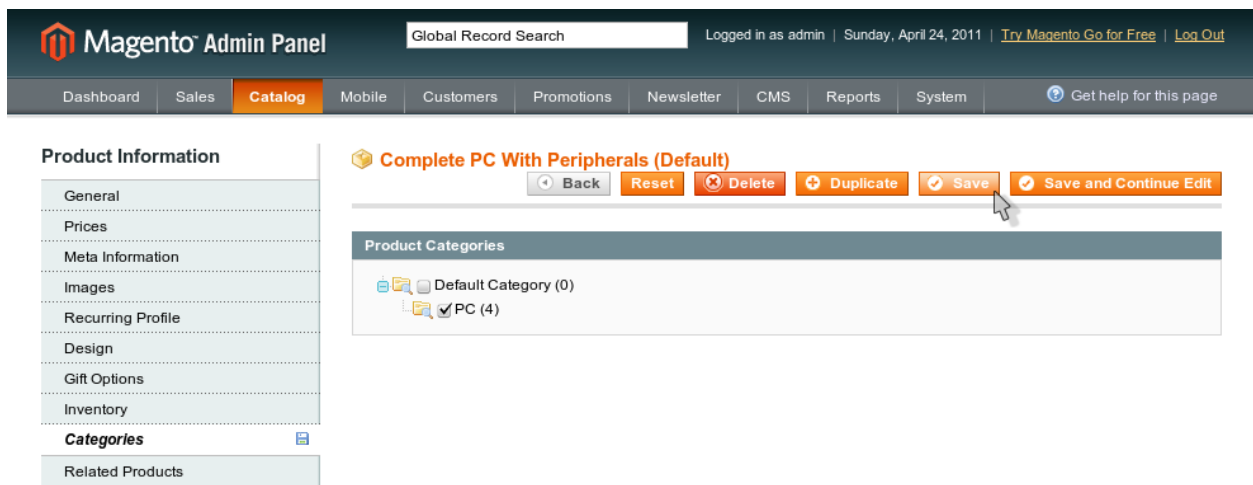 Magento™ Admin Panel
Global Record Search
Logged in as admin | Sunday, April 24, 2011 | Try Magento Go for Free | Log Out
Dashboard Sales Catalog Mobile Customers Promotions Newsletter CMS Reports System Get help for this page
Product Information
General
Prices
Meta Information
Images
Recurring Profile
Design
Gift Options
Inventory
Categories
Related Products
Complete PC With Peripherals (Default)
Back Reset Delete Duplicate Save Save and Continue Edit
Product Categories
Default Category (0)
PC (4)